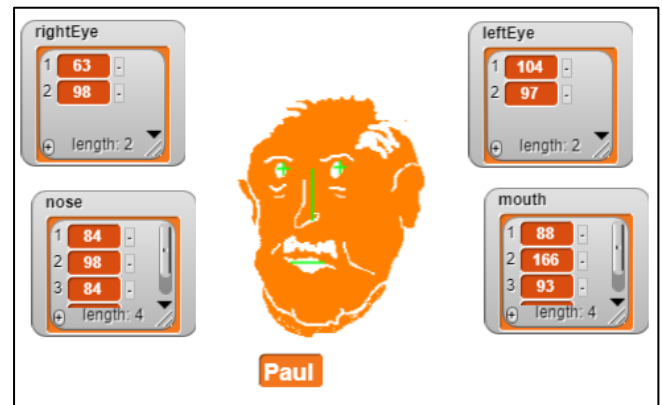 rightEye
1 63 -
2 98 -
+ length: 2
leftEye
1 104 -
2 97 -
+ length: 2
nose
1 84 -
2 98 -
3 84 -
+ length: 4
mouth
1 88 -
2 166 -
3 93 -
+ length: 4
Paul